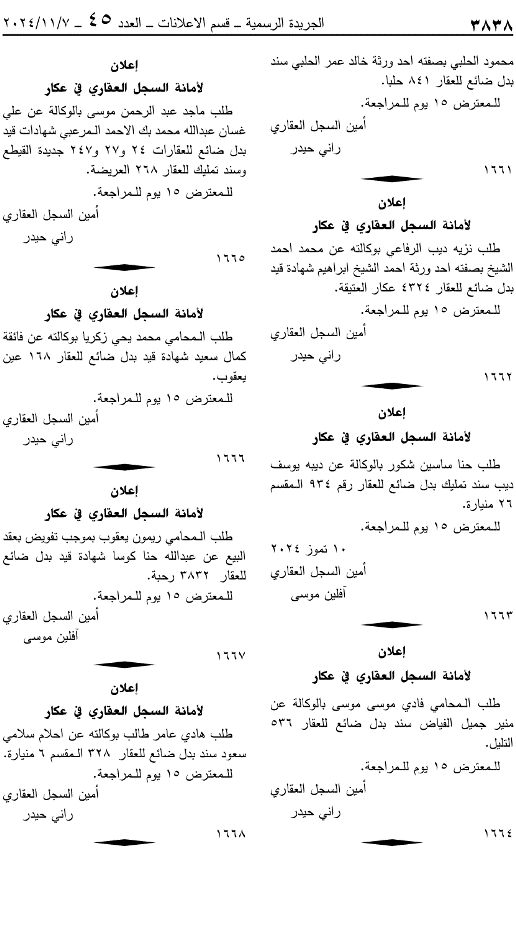 ٣٨٣٨
الجريدة الرسمية ـ قسم الاعلانات ـ العدد ٤٥ ـ ٢٠٢٤/١١/٧
محمود الحلبي بصفته احد ورثة خالد عمر الحلبي سند
بدل ضائع للعقار ٨٤١ حلبا.
للمعترض ١٥ يوم للمراجعة.
أمين السجل العقاري
راني حيدر
١٦٦١
إعلان
لأمانة السجل العقاري في عكار
طلب نزيه ديب الرفاعي بوكالته عن محمد احمد
الشيخ بصفته احد ورثة احمد الشيخ ابراهيم شهادة قيد
بدل ضائع للعقار ٤٣٢٤ عكار العتيقة.
للمعترض ١٥ يوم للمراجعة.
أمين السجل العقاري
راني حيدر
١٦٦٢
إعلان
لأمانة السجل العقاري في عكار
طلب حنا ساسين شكور بالوكالة عن ديبه يوسف
ديب سند تمليك بدل ضائع للعقار رقم ٩٣٤ المقسم
٢٦ منيارة.
للمعترض ١٥ يوم للمراجعة.
١٠ تموز ٢٠٢٤
أمين السجل العقاري
آفلين موسى
١٦٦٣
إعلان
لأمانة السجل العقاري في عكار
طلب المحامي فادي موسى موسى بالوكالة عن
منير جميل الفياض سند بدل ضائع للعقار ٥٣٦
التليل.
للمعترض ١٥ يوم للمراجعة.
أمين السجل العقاري
راني حيدر
١٦٦٤
إعلان
لأمانة السجل العقاري في عكار
طلب ماجد عبد الرحمن موسى بالوكالة عن علي
غسان عبدالله محمد بك الاحمد المرعبي شهادات قيد
بدل ضائع للعقارات ٢٤ و٢٧ و٢٤٧ جديدة القيطع
وسند تمليك للعقار ٢٦٨ العريضة.
للمعترض ١٥ يوم للمراجعة.
أمين السجل العقاري
راني حيدر
١٦٦٥
إعلان
لأمانة السجل العقاري في عكار
طلب المحامي محمد يحي زكريا بوكالته عن فائقة
كمال سعيد شهادة قيد بدل ضائع للعقار ١٦٨ عين
يعقوب.
للمعترض ١٥ يوم للمراجعة.
أمين السجل العقاري
راني حيدر
١٦٦٦
إعلان
لأمانة السجل العقاري في عكار
طلب المحامي ريمون يعقوب بموجب تفويض بعقد
البيع عن عبدالله حنا كوسا شهادة قيد بدل ضائع
للعقار ٣٨٣٢ رحبة.
للمعترض ١٥ يوم للمراجعة.
أمين السجل العقاري
آفلين موسى
١٦٦٧
إعلان
لأمانة السجل العقاري في عكار
طلب هادي عامر طالب بوكالته عن احلام سلامي
سعود سند بدل ضائع للعقار ٣٢٨ المقسم ٦ منيارة.
للمعترض ١٥ يوم للمراجعة.
أمين السجل العقاري
راني حيدر
١٦٦٨